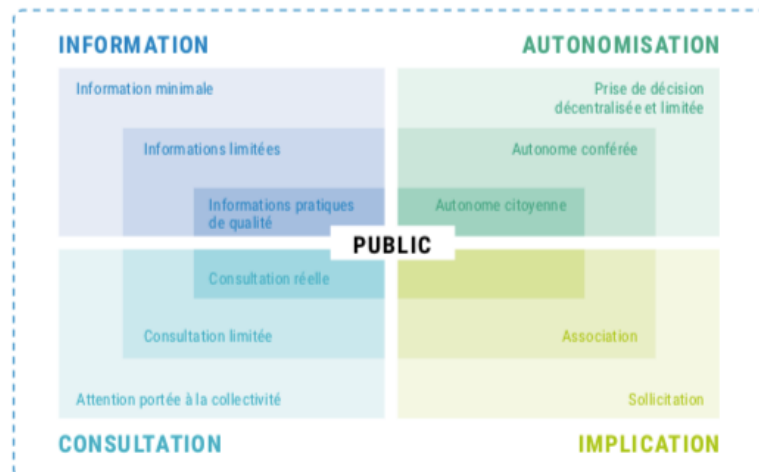 INFORMATION
AUTONOMISATION
Information minimale
Prise de décision
décentralisée et limitée
Informations limitées
Autonome conférée
Informations pratiques
de qualité
Autonome citoyenne
PUBLIC
Consultation réelle
Consultation limitée
Association
Attention portée à la collectivité
Sollicitation
CONSULTATION
IMPLICATION